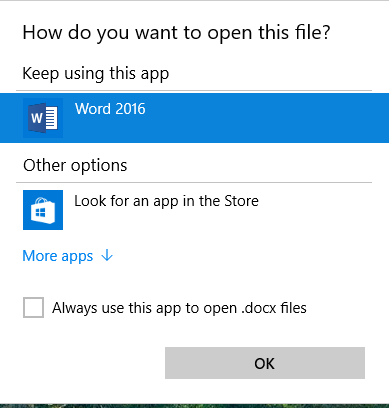 How do you want to open this file?
Keep using this app
W
Word 2016
Other options
Look for an app in the Store
More apps
Always use this app to open .docx files
OK